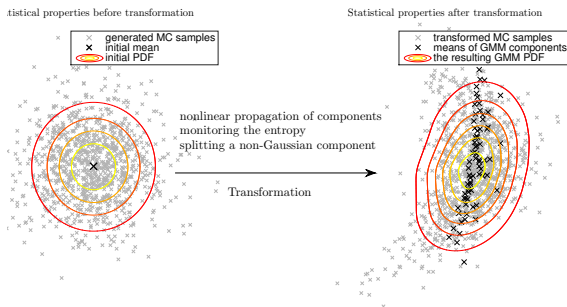 tatistical properties before transformation
generated MC samples
initial mean
initial PDF
nonlinear propagation of components
monitoring the entropy
splitting a non-Gaussian component
Transformation
Statistical properties after transformation
transformed MC samples
means of GMM components
the resulting GMM PDF